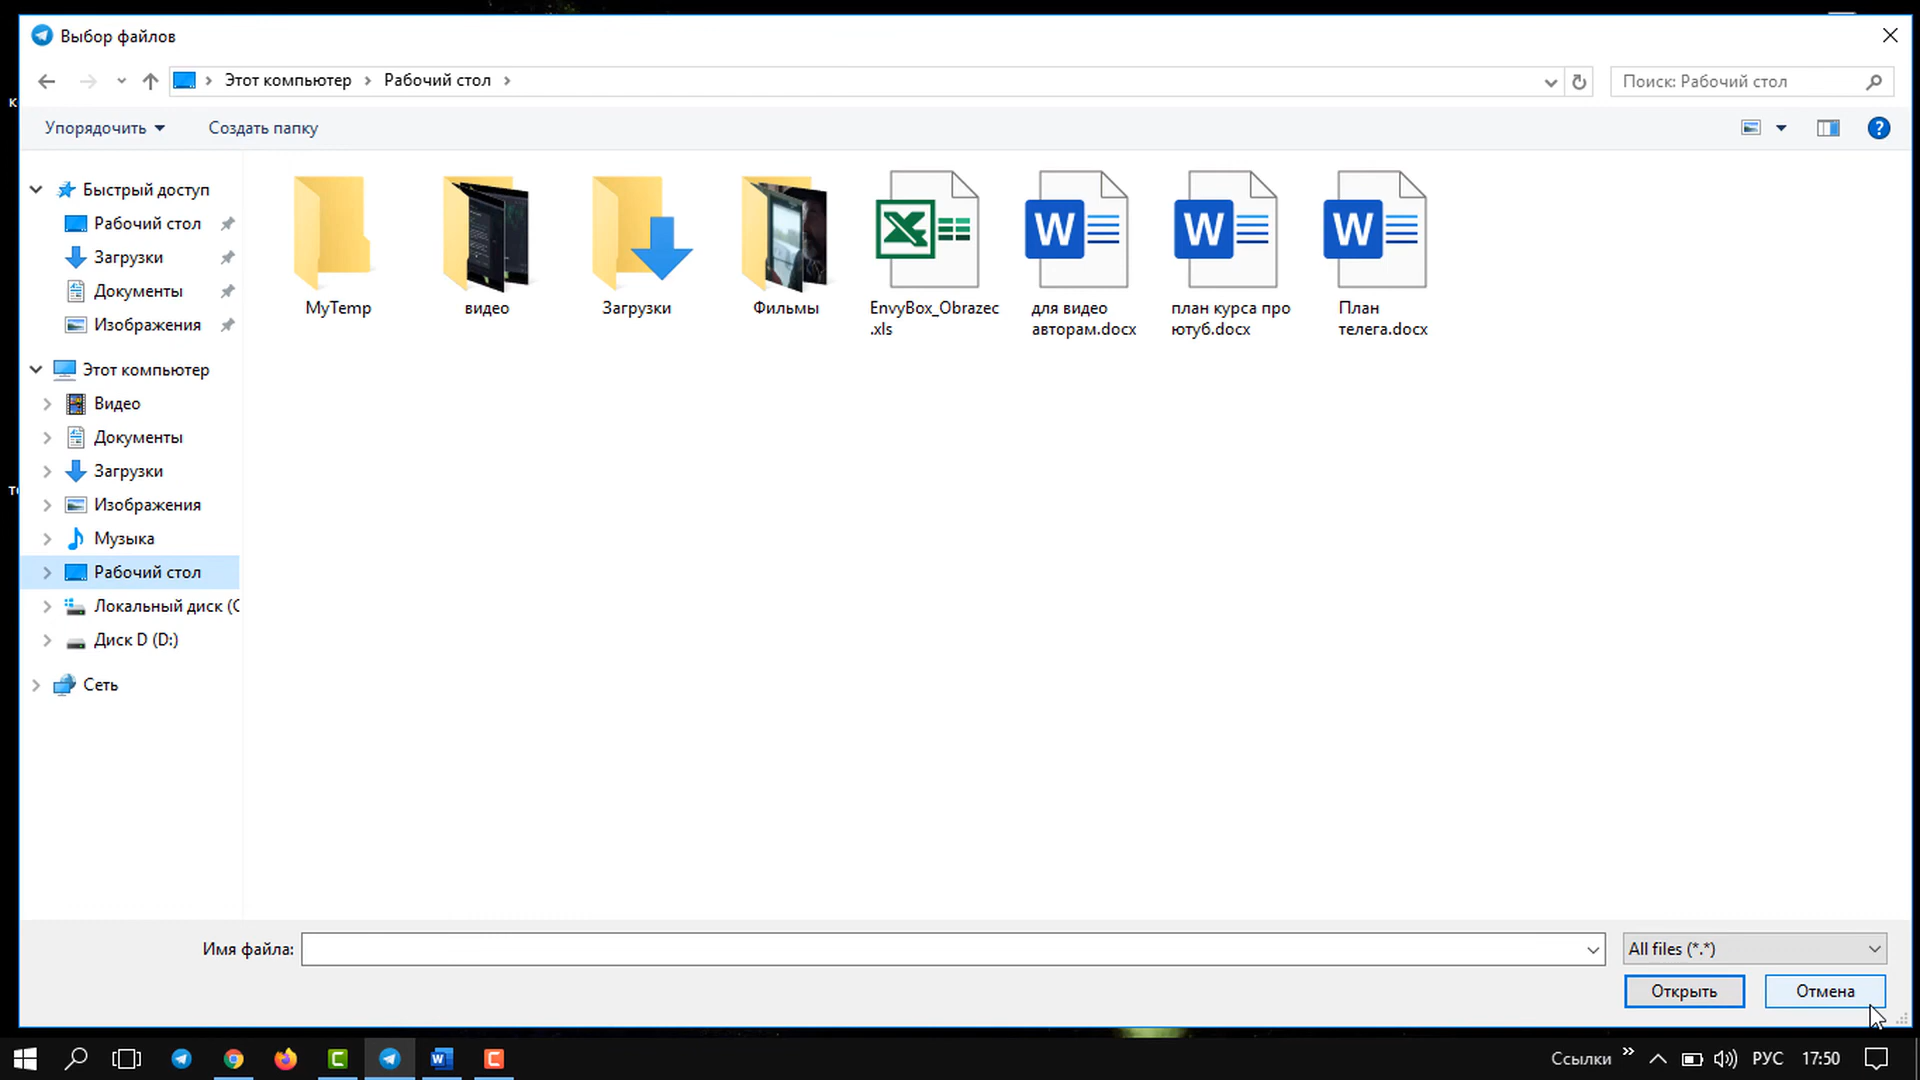 Выбор файлов
Этот компьютер
Рабочий стол
Поиск: Рабочий стол
Упорядочить
Создать папку
Быстрый доступ
Рабочий стол
Загрузки
Документы
Изображения
Этот компьютер
Видео
Документы
Загрузки
Изображения
Музыка
Рабочий стол
Локальный диск (C
Диск D (D:)
Сеть
MyTemp
видео
Загрузки
Фильмы
EnvyBox_Obrazec
.xls
для видео
авторам.docx
план курса про
ютуб.docx
План
телега.docx
Имя файла:
All files (*.*)
Открыть
Отмена
Ссылки
РУС
17:50